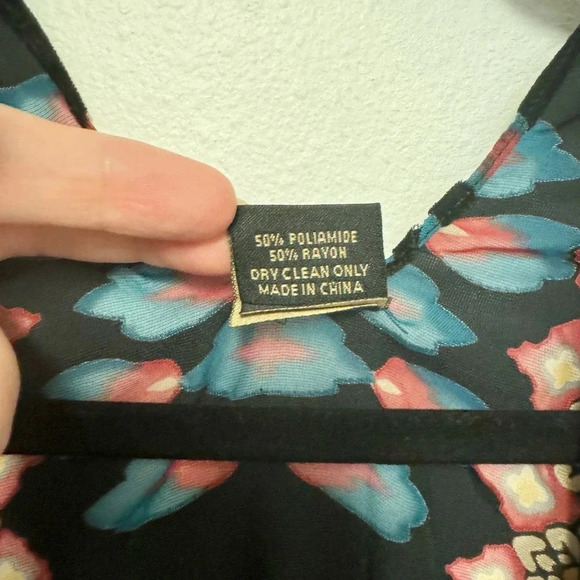 50% POLIAMIDE
50% RAYON
DRY CLEAN ONLY
MADE IN CHINA